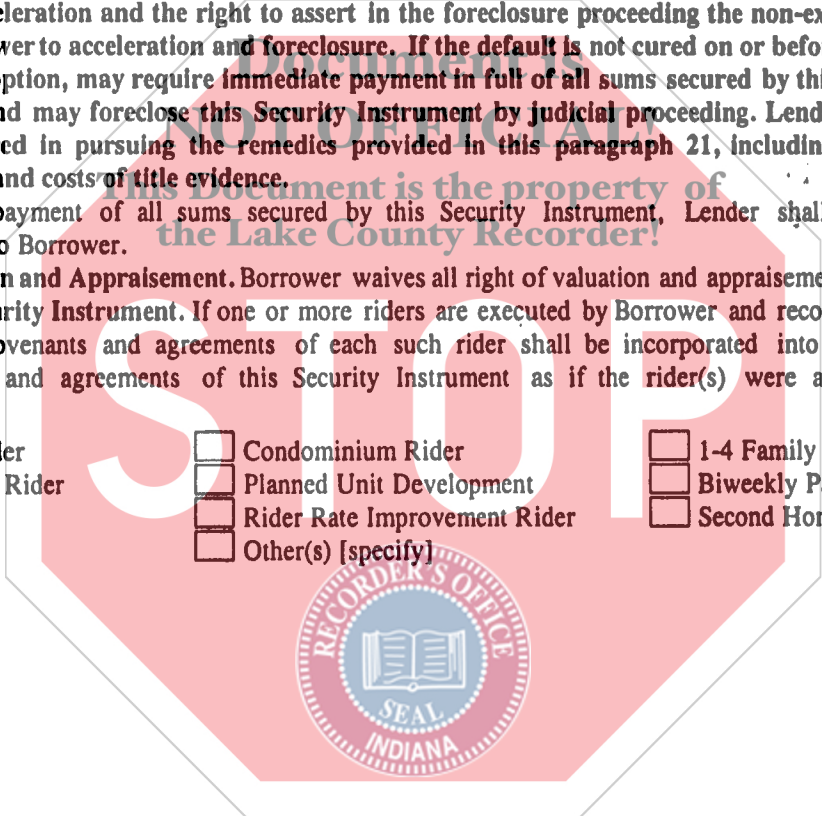 eleration and the right to assert in the foreclosure proceeding the non-ex
wer to acceleration and foreclosure. If the default is not cured on or befo
ption, may require immediate payment in full of all sums secured by thi
nd may foreclose this Security Instrument by judicial proceeding. Lend
ed in pursuing the remedies provided in this paragraph 21, includin
and costs of title evidence.
payment of all sums secured by this Security Instrument, Lender shal
o Borrower.
n and Appraisement. Borrower waives all right of valuation and appraiseme
rity Instrument. If one or more riders are executed by Borrower and reco
ovenants and agreements of each such rider shall be incorporated into
and agreements of this Security Instrument as if the rider(s) were a
der Condominium Rider 1-4 Family
Rider Planned Unit Development Biweekly P
Rider Rate Improvement Rider Second Hor
Other(s) [specify]
Document is
NOT OFFICIAL!
This Document is the property of
the Lake County Recorder!
STOP
RECORDER'S OFFICE
SEAL
INDIANA